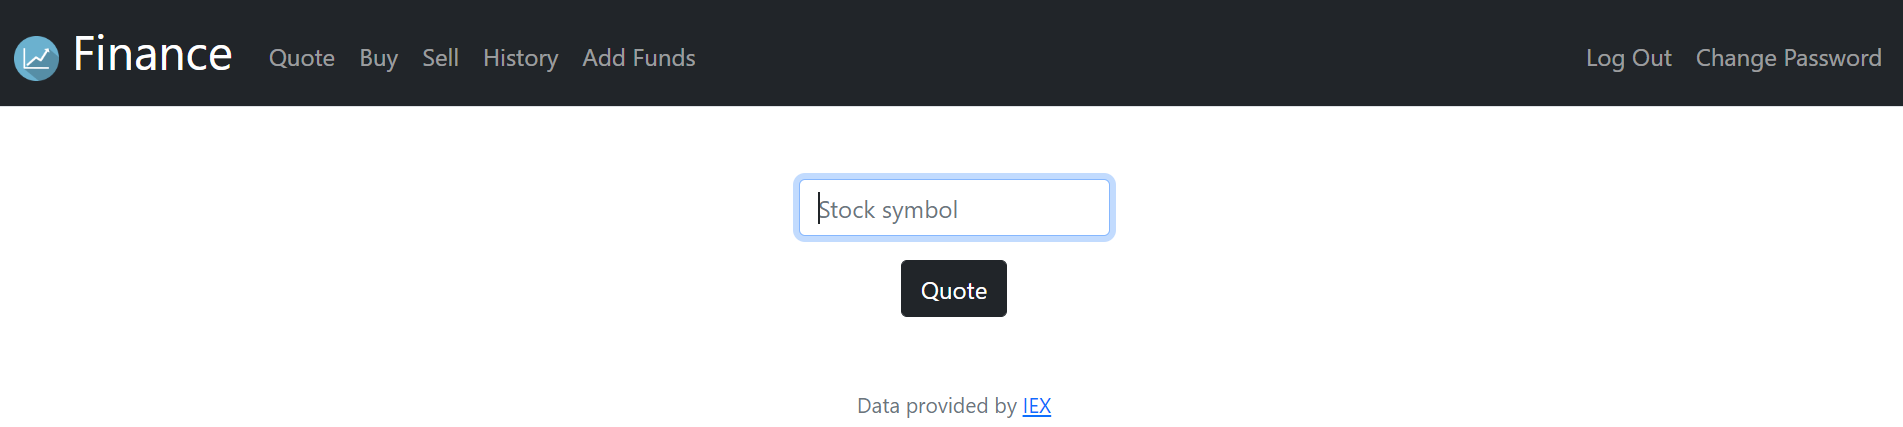 Finance Quote Buy Sell History Add Funds Log Out Change Password
Stock symbol
Quote
Data provided by IEX